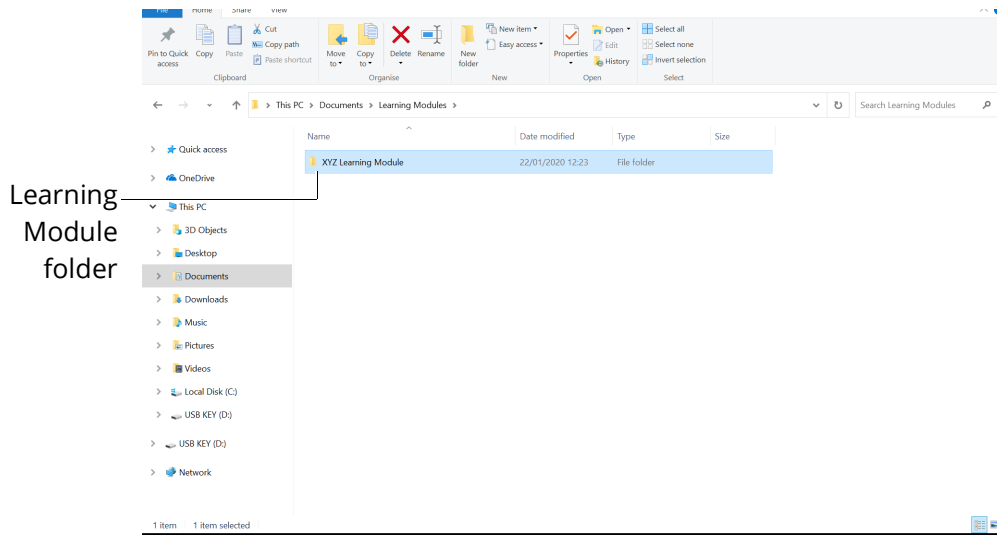 File Home Share View
Pin to Quick access
Copy
Paste
Cut
Copy path
Paste shortcut
Clipboard
Move to
Copy to
Delete
Rename
Organise
New folder
New item
Easy access
New
Properties
Open
Edit
History
Open
Select all
Select none
Invert selection
Select
> This PC > Documents > Learning Modules >
Search Learning Modules
Name Date modified Type Size
XYZ Learning Module 22/01/2020 12:23 File folder
Quick access
OneDrive
This PC
3D Objects
Desktop
Documents
Downloads
Music
Pictures
Videos
Local Disk (C:)
USB KEY (D:)
USB KEY (D:)
Network
Learning
Module
folder
1 item 1 item selected